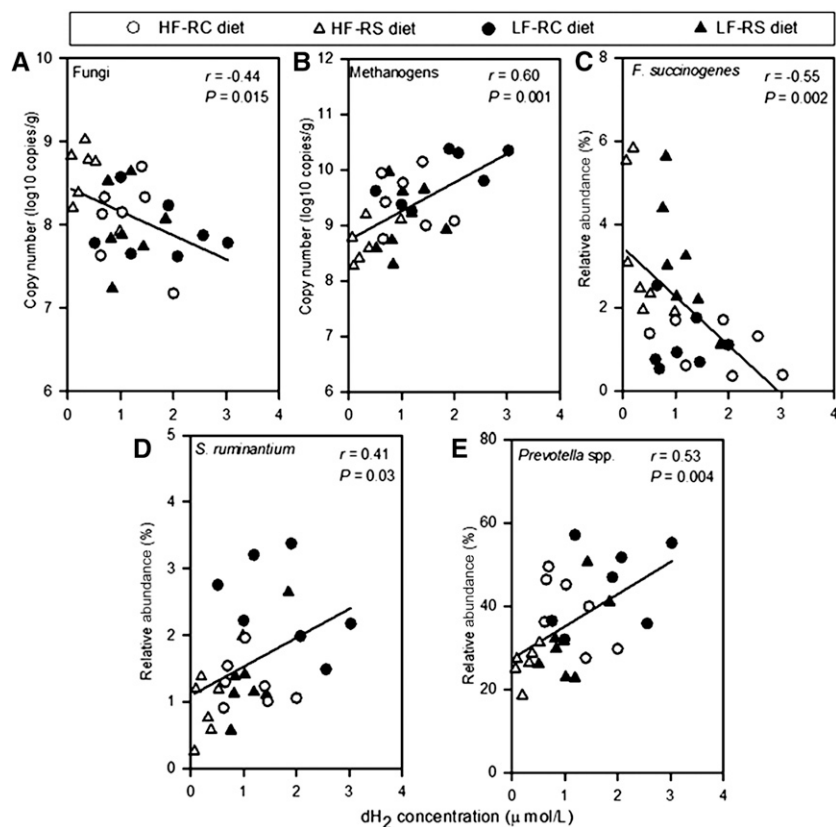 HF-RC diet HF-RS diet LF-RC diet LF-RS diet
A
Fungi
r = -0.44
P = 0.015
Copy number (log10 copies/g)
10
9
8
7
6
0 1 2 3 4
B
Methanogens
r = 0.60
P = 0.001
Copy number (log10 copies/g)
12
11
10
9
8
7
6
0 1 2 3 4
C
F. succinogenes
r = -0.55
P = 0.002
Relative abundance (%)
8
6
4
2
0
0 1 2 3 4
D
S. ruminantium
r = 0.41
P = 0.03
Relative abundance (%)
5
4
3
2
1
0
0 1 2 3 4
E
Prevotella spp.
r = 0.53
P = 0.004
Relative abundance (%)
80
60
40
20
0
0 1 2 3 4
dH2 concentration (μ mol/L)